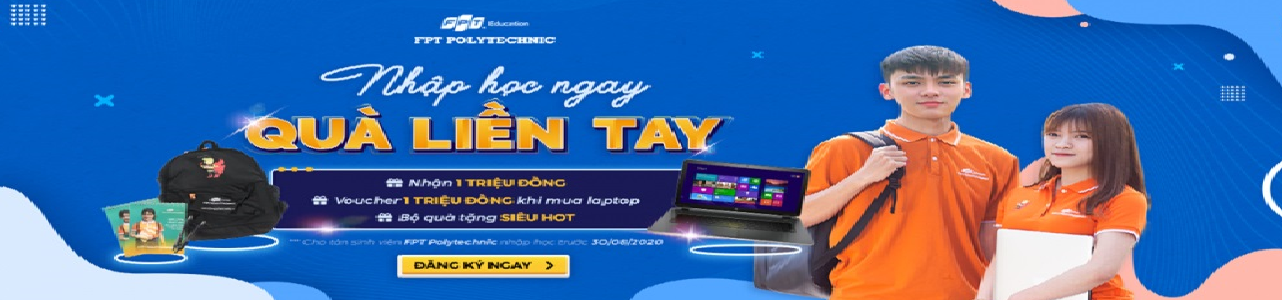 FPT Education
FPT POLYTECHNIC
Nhập học ngay
QUÀ LIỀN TAY
Nhận 1 TRIỆU ĐỒNG
Voucher 1 TRIỆU ĐỒNG khi mua laptop
Bộ quà tặng SIÊU HOT
** Cho tân sinh viên FPT Polytechnic nhập học trước 30/08/2020
ĐĂNG KÝ NGAY >